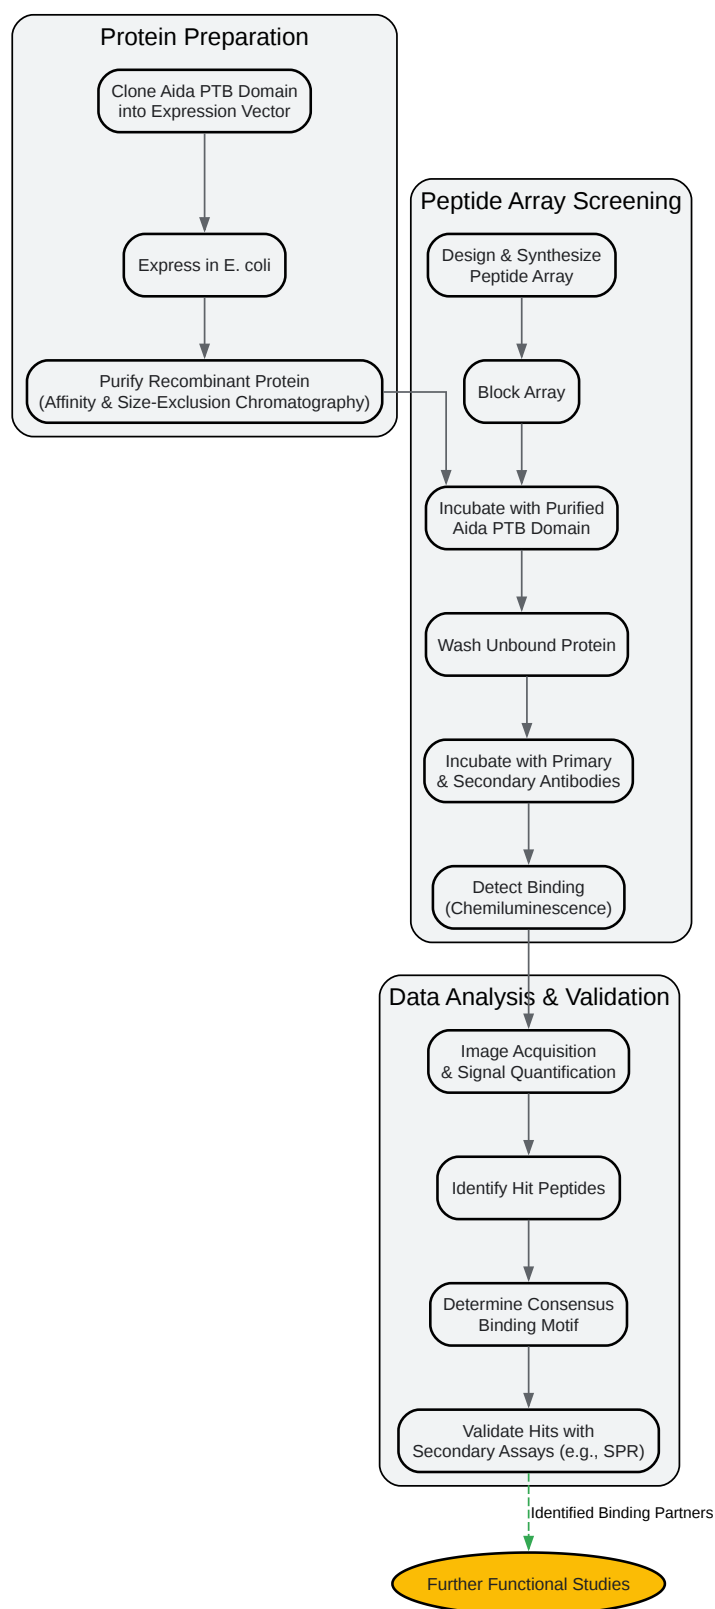 Protein Preparation
Clone Aida PTB Domain
into Expression Vector
Express in E. coli
Purify Recombinant Protein
(Affinity & Size-Exclusion Chromatography)
Peptide Array Screening
Design & Synthesize
Peptide Array
Block Array
Incubate with Purified
Aida PTB Domain
Wash Unbound Protein
Incubate with Primary
& Secondary Antibodies
Detect Binding
(Chemiluminescence)
Data Analysis & Validation
Image Acquisition
& Signal Quantification
Identify Hit Peptides
Determine Consensus
Binding Motif
Validate Hits with
Secondary Assays (e.g., SPR)
Identified Binding Partners
Further Functional Studies